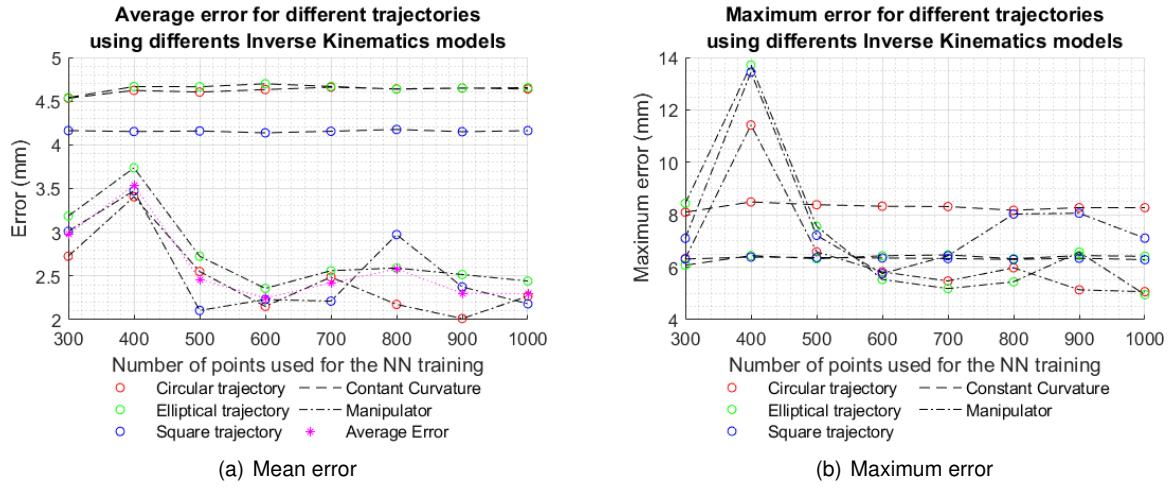 Average error for different trajectories
using differents Inverse Kinematics models
5
4.5
4
3.5
3
2.5
2
Error (mm)
300 400 500 600 700 800 900 1000
Number of points used for the NN training
Circular trajectory Contant Curvature
Elliptical trajectory Manipulator
Square trajectory Average Error
(a) Mean error
Maximum error for different trajectories
using differents Inverse Kinematics models
14
12
10
8
6
4
Maximum error (mm)
300 400 500 600 700 800 900 1000
Number of points used for the NN training
Circular trajectory Constant Curvature
Elliptical trajectory Manipulator
Square trajectory
(b) Maximum error